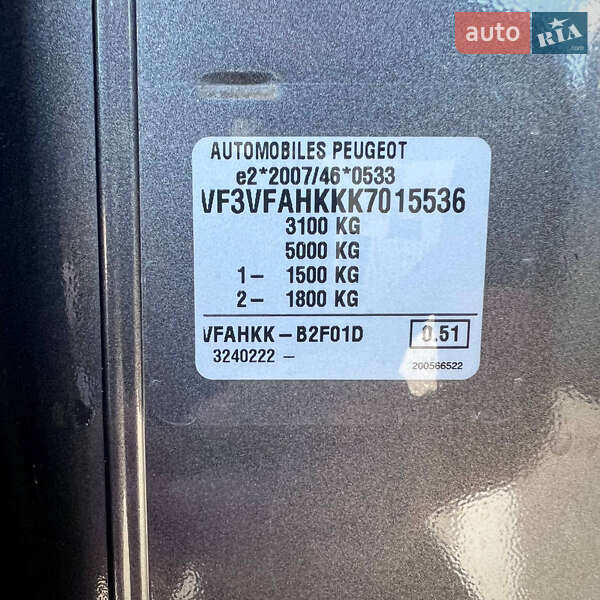 auto RIA.com
AUTOMOBILES PEUGEOT
e2*2007/46*0533
VF3VFAHKKK7015536
3100 KG
5000 KG
1- 1500 KG
2- 1800 KG
VFAHKK-B2F01D 0.51
3240222 - 200566522